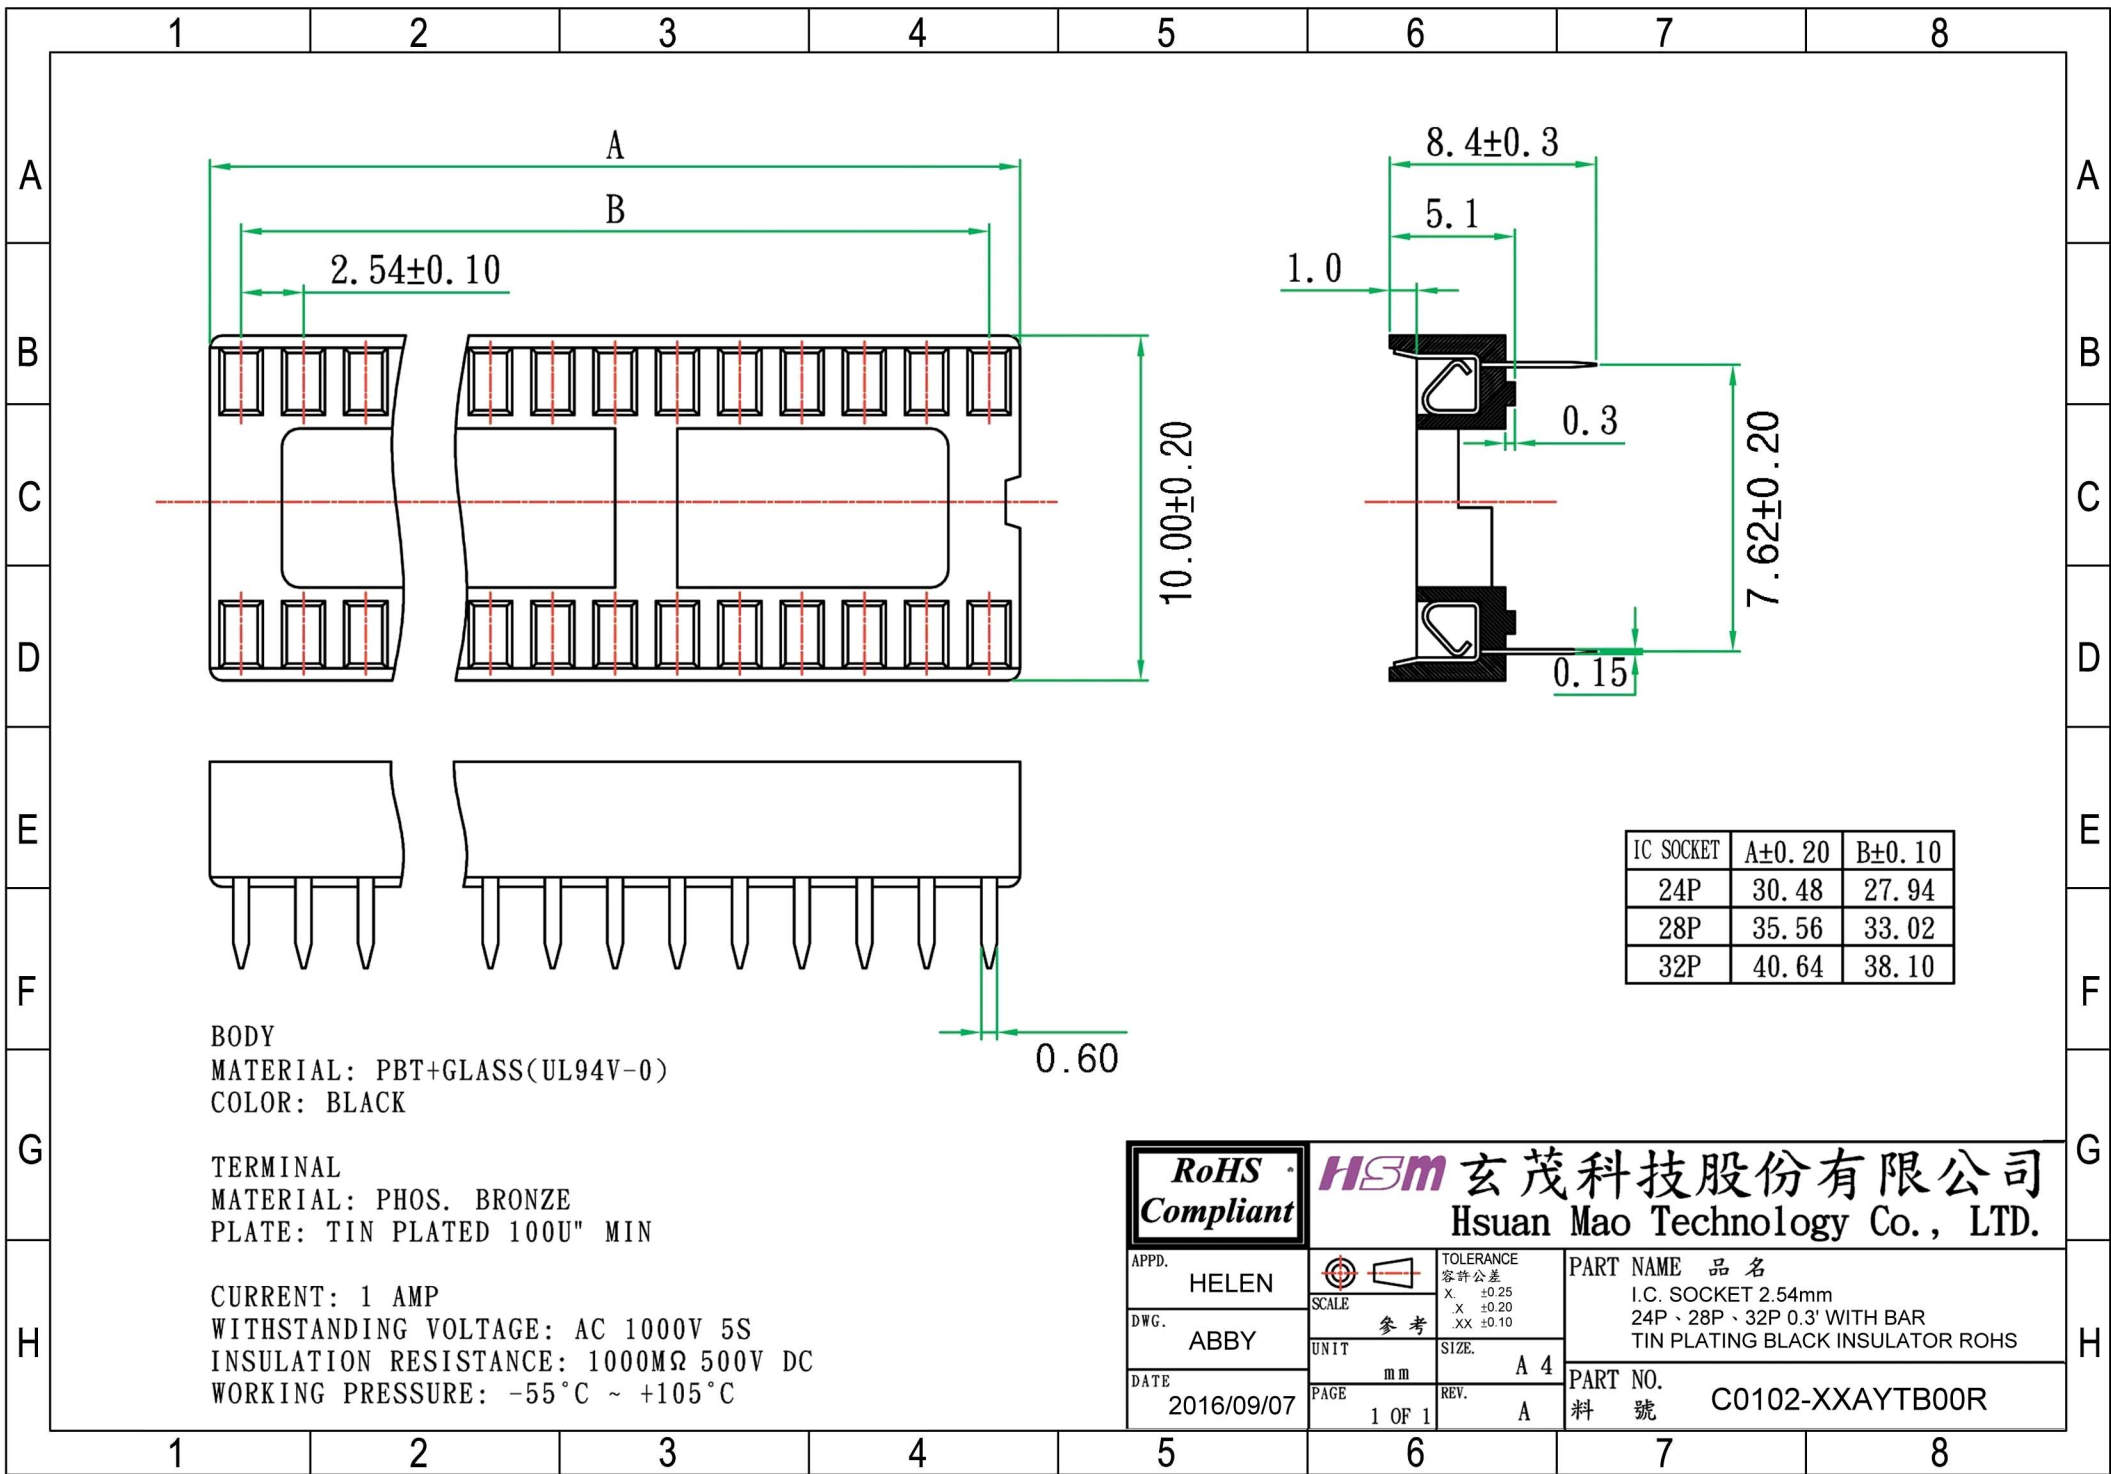 1 2 3 4 5 6 7 8
A A
B B
C C
D D
E E
F F
G G
H H
A
B
2.54±0.10
10.00±0.20
8.4±0.3
5.1
1.0
0.3
7.62±0.20
0.15
0.60
IC SOCKET A±0.20 B±0.10
24P 30.48 27.94
28P 35.56 33.02
32P 40.64 38.10
BODY
MATERIAL: PBT+GLASS(UL94V-0)
COLOR: BLACK
TERMINAL
MATERIAL: PHOS. BRONZE
PLATE: TIN PLATED 100U" MIN
CURRENT: 1 AMP
WITHSTANDING VOLTAGE: AC 1000V 5S
INSULATION RESISTANCE: 1000MΩ 500V DC
WORKING PRESSURE: -55°C ~ +105°C
RoHS
Compliant
HSM 玄茂科技股份有限公司
Hsuan Mao Technology Co., LTD.
APPD.
HELEN
DWG.
ABBY
DATE
2016/09/07
SCALE
參考
UNIT
mm
PAGE
1 OF 1
TOLERANCE
容許公差
X. ±0.25
.X ±0.20
.XX ±0.10
SIZE.
A 4
REV.
A
PART NAME 品名
I.C. SOCKET 2.54mm
24P、28P、32P 0.3' WITH BAR
TIN PLATING BLACK INSULATOR ROHS
PART NO.
料號
C0102-XXAYTB00R
1 2 3 4 5 6 7 8